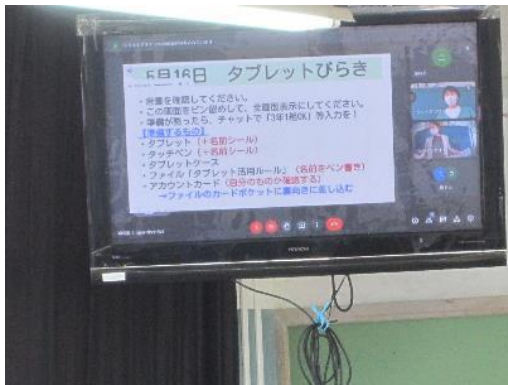 5月16日 タブレットびらき
・音量を確認してください。
・この画面をピン留めして、全画面表示にしてください。
・準備が整ったら、チャットで「3年1組OK」等入力を！
【準備するもの】
・タブレット（＋名前シール）
・タッチペン（＋名前シール）
・タブレットケース
・ファイル「タブレット活用ルール」（名前をペン書き）
・アカウントカード（自分のものか確認する）
→ファイルのカードポケットに裏向きに差し込む